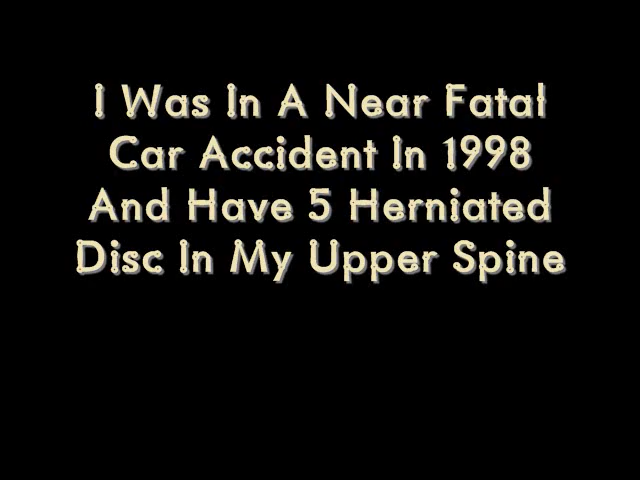 I Was In A Near Fatal
Car Accident In 1998
And Have 5 Herniated
Disc In My Upper Spine